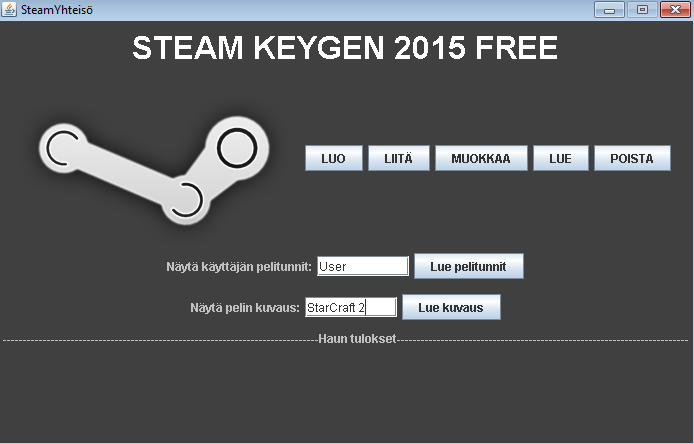 SteamYhteisö
STEAM KEYGEN 2015 FREE
LUO LIITÄ MUOKKAA LUE POISTA
Näytä käyttäjän pelitunnit: User Lue pelitunnit
Näytä pelin kuvaus: StarCraft 2 Lue kuvaus
Haun tulokset